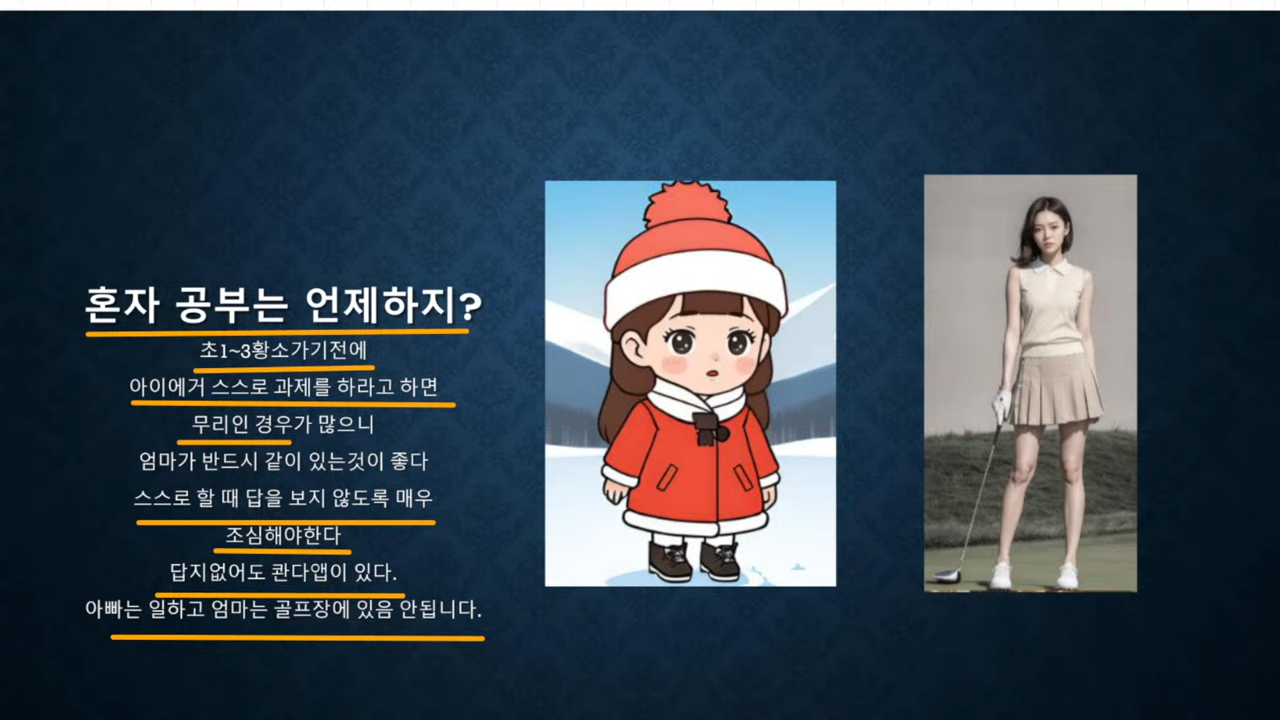 혼자 공부는 언제하지?
초1~3황소가기전에
아이에거 스스로 과제를 하라고 하면
무리인 경우가 많으니
엄마가 반드시 같이 있는것이 좋다
스스로 할 때 답을 보지 않도록 매우
조심해야한다
답지없어도 콴다앱이 있다.
아빠는 일하고 엄마는 골프장에 있음 안됩니다.